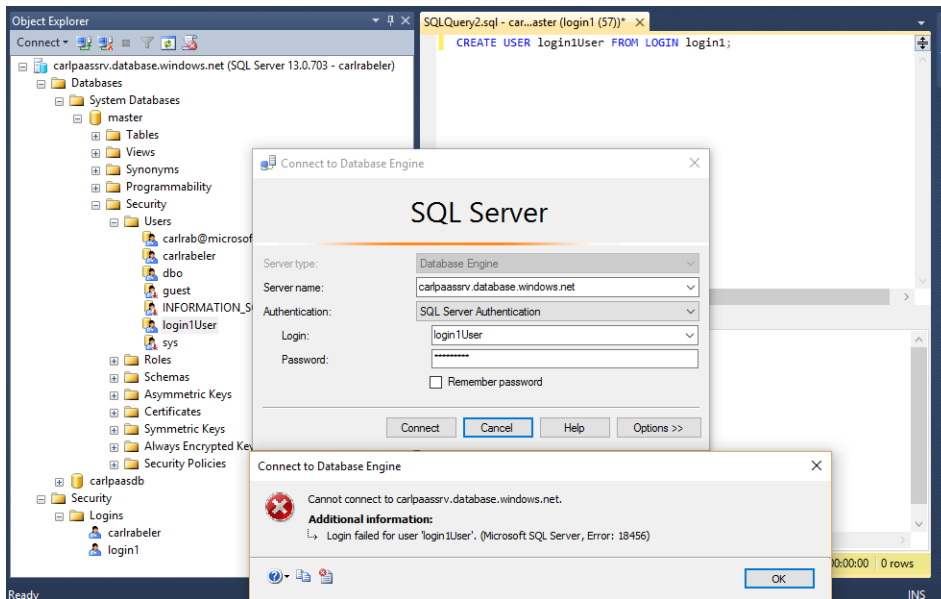 Object Explorer
Connect
carlpaassrv.database.windows.net (SQL Server 13.0.703 - carlrabeler)
Databases
System Databases
master
Tables
Views
Synonyms
Programmability
Security
Users
carlrab@microsof
carlrabeler
dbo
guest
INFORMATION_S
login1User
sys
Roles
Schemas
Asymmetric Keys
Certificates
Symmetric Keys
Always Encrypted Key
Security Policies
carlpaasdb
Security
Logins
carlrabeler
login1
Ready
SQLQuery2.sql - car...aster (login1 (57))*
CREATE USER login1User FROM LOGIN login1;
Connect to Database Engine
SQL Server
Server type: Database Engine
Server name: carlpaassrv.database.windows.net
Authentication: SQL Server Authentication
Login: login1User
Password: *********
Remember password
Connect Cancel Help Options >>
Connect to Database Engine
Cannot connect to carlpaassrv.database.windows.net.
Additional information:
Login failed for user 'login1User'. (Microsoft SQL Server, Error: 18456)
OK
0:00:00 0 rows
INS